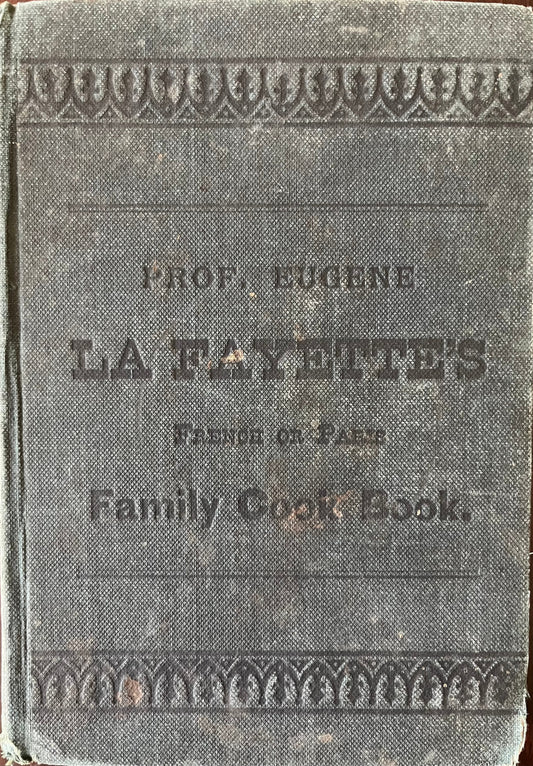 PROF. EUGENE
LA FAYETTE'S
FRENCH OR PARIS
Family Cook Book.